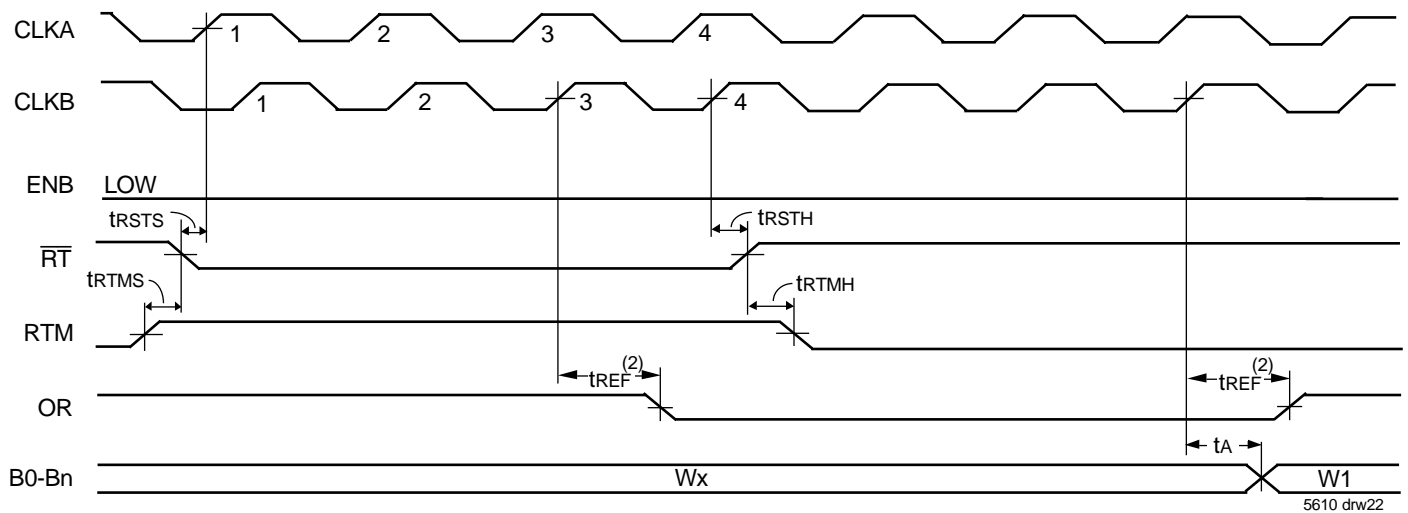 CLKA 1 2 3 4
CLKB 1 2 3 4
ENB LOW
tRSTS tRSTH
RT
tRTMS tRTMH
RTM
tREF(2) tREF(2)
OR
tA
B0-Bn Wx W1
5610 drw22